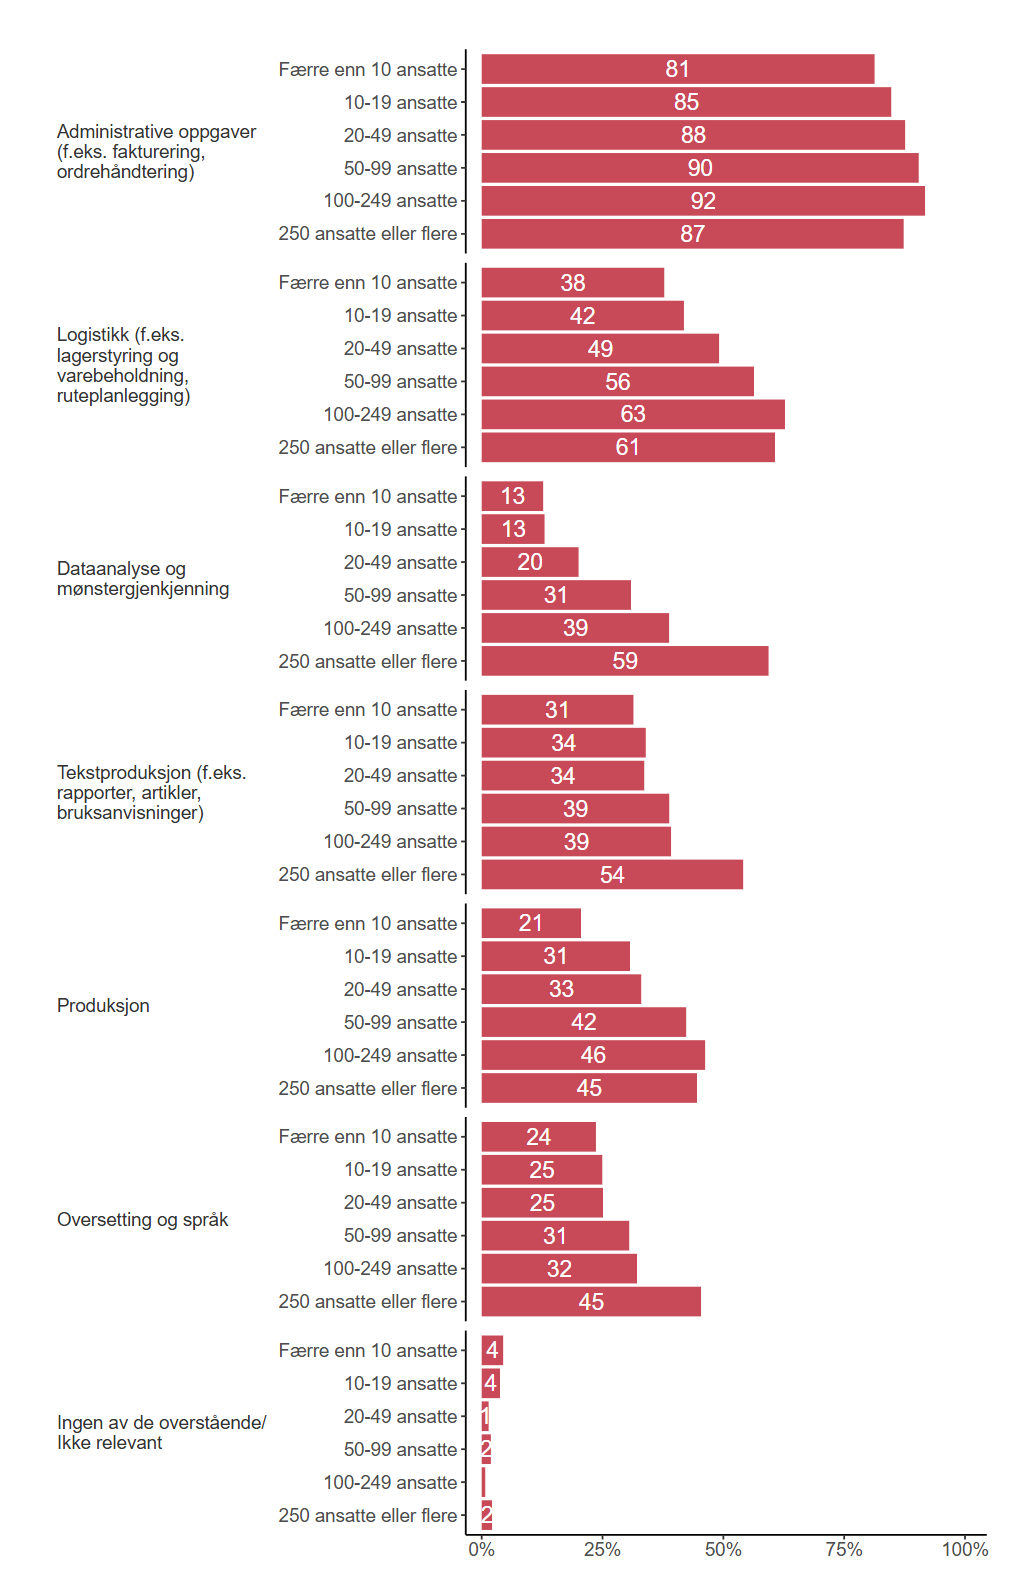 Administrative oppgaver
(f.eks. fakturering,
ordrehåndtering)
Færre enn 10 ansatte 81
10-19 ansatte 85
20-49 ansatte 88
50-99 ansatte 90
100-249 ansatte 92
250 ansatte eller flere 87
Logistikk (f.eks.
lagerstyring og
varebeholdning,
ruteplanlegging)
Færre enn 10 ansatte 38
10-19 ansatte 42
20-49 ansatte 49
50-99 ansatte 56
100-249 ansatte 63
250 ansatte eller flere 61
Dataanalyse og
mønstergjenkjenning
Færre enn 10 ansatte 13
10-19 ansatte 13
20-49 ansatte 20
50-99 ansatte 31
100-249 ansatte 39
250 ansatte eller flere 59
Tekstproduksjon (f.eks.
rapporter, artikler,
bruksanvisninger)
Færre enn 10 ansatte 31
10-19 ansatte 34
20-49 ansatte 34
50-99 ansatte 39
100-249 ansatte 39
250 ansatte eller flere 54
Produksjon
Færre enn 10 ansatte 21
10-19 ansatte 31
20-49 ansatte 33
50-99 ansatte 42
100-249 ansatte 46
250 ansatte eller flere 45
Oversetting og språk
Færre enn 10 ansatte 24
10-19 ansatte 25
20-49 ansatte 25
50-99 ansatte 31
100-249 ansatte 32
250 ansatte eller flere 45
Ingen av de overstående/
Ikke relevant
Færre enn 10 ansatte 4
10-19 ansatte 4
20-49 ansatte 1
50-99 ansatte 2
100-249 ansatte
250 ansatte eller flere 2
0% 25% 50% 75% 100%